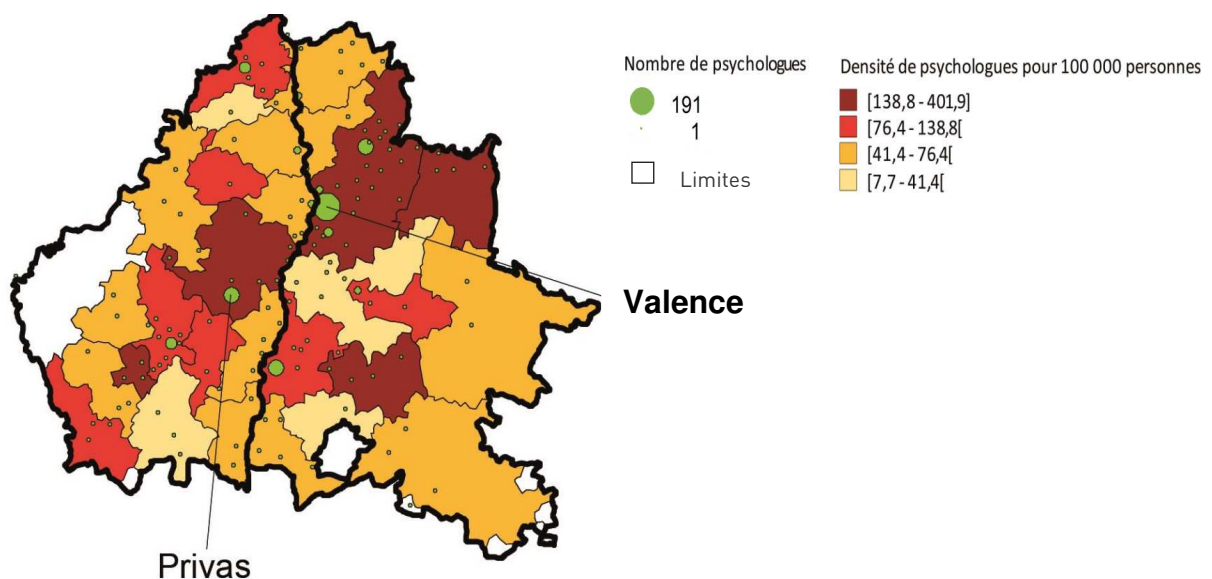 Nombre de psychologues
191
1
Limites
Densité de psychologues pour 100 000 personnes
[138,8 - 401,9]
[76,4 - 138,8[
[41,4 - 76,4[
[7,7 - 41,4[
Valence
Privas